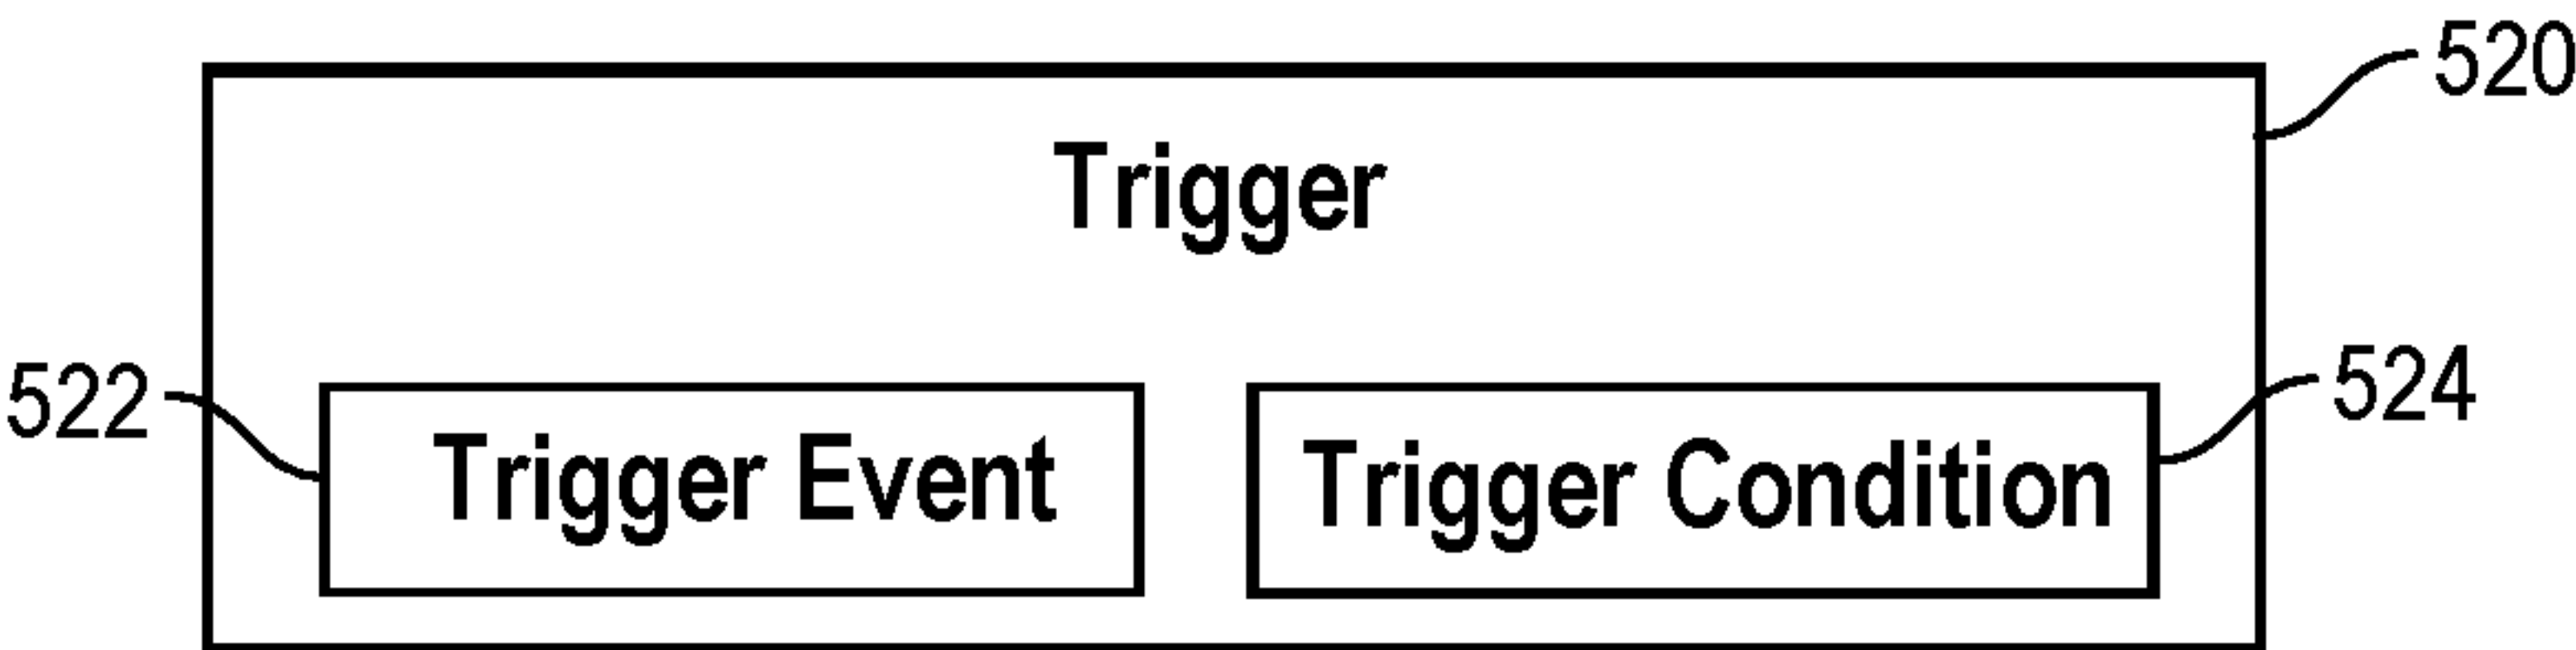 520
Trigger
522
Trigger Event
Trigger Condition
524